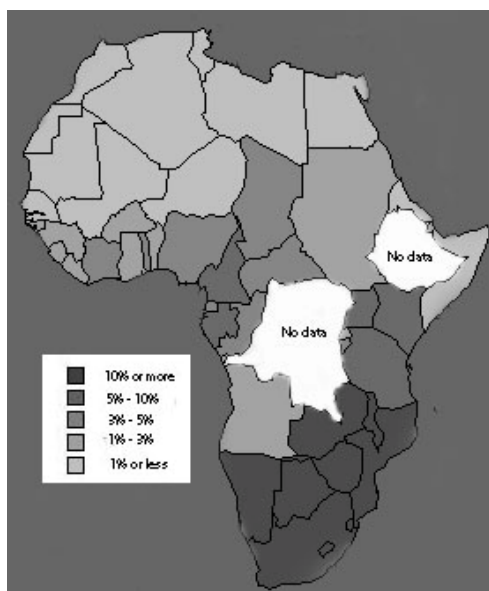 No data
No data
10% or more
5% - 10%
3% - 5%
1% - 3%
1% or less